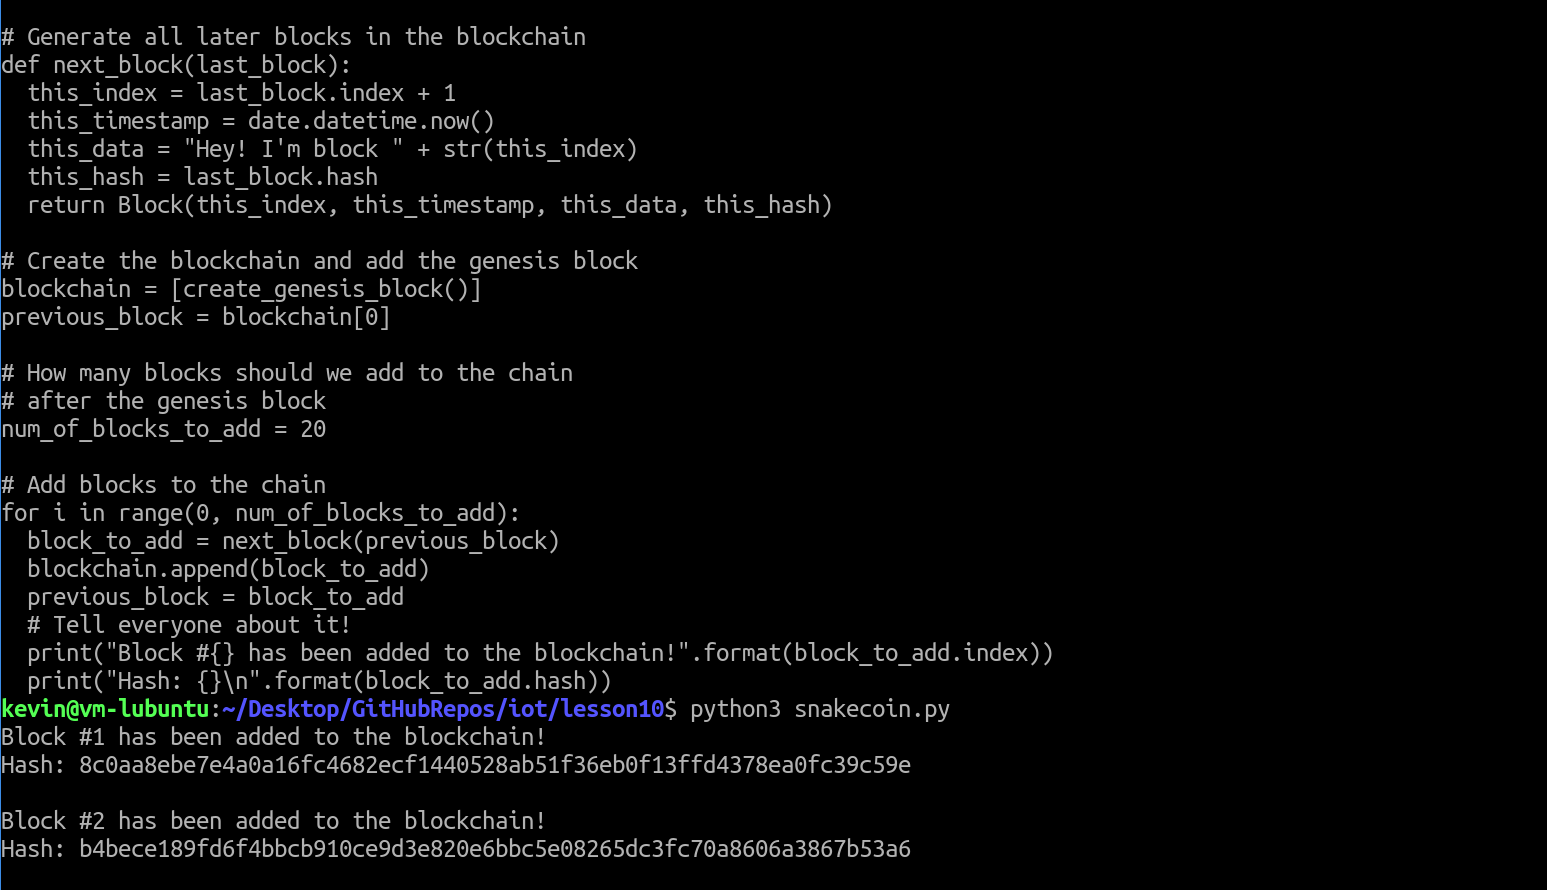 # Generate all later blocks in the blockchain
def next_block(last_block):
  this_index = last_block.index + 1
  this_timestamp = date.datetime.now()
  this_data = "Hey! I'm block " + str(this_index)
  this_hash = last_block.hash
  return Block(this_index, this_timestamp, this_data, this_hash)

# Create the blockchain and add the genesis block
blockchain = [create_genesis_block()]
previous_block = blockchain[0]

# How many blocks should we add to the chain
# after the genesis block
num_of_blocks_to_add = 20

# Add blocks to the chain
for i in range(0, num_of_blocks_to_add):
  block_to_add = next_block(previous_block)
  blockchain.append(block_to_add)
  previous_block = block_to_add
  # Tell everyone about it!
  print("Block #{} has been added to the blockchain!".format(block_to_add.index))
  print("Hash: {}\n".format(block_to_add.hash))
kevin@vm-lubuntu:~/Desktop/GitHubRepos/iot/lesson10$ python3 snakecoin.py
Block #1 has been added to the blockchain!
Hash: 8c0aa8ebe7e4a0a16fc4682ecf1440528ab51f36eb0f13ffd4378ea0fc39c59e

Block #2 has been added to the blockchain!
Hash: b4bece189fd6f4bbcb910ce9d3e820e6bbc5e08265dc3fc70a8606a3867b53a6